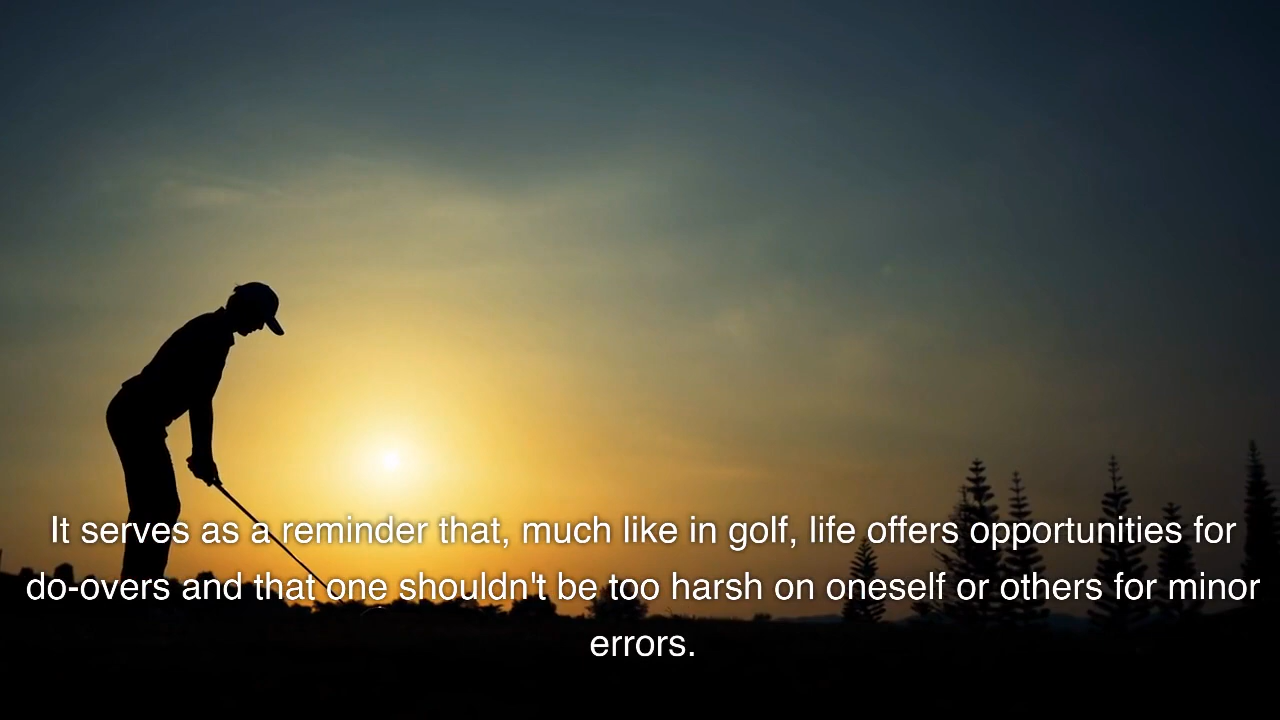 It serves as a reminder that, much like in golf, life offers opportunities for
do-overs and that one shouldn't be too harsh on oneself or others for minor
errors.